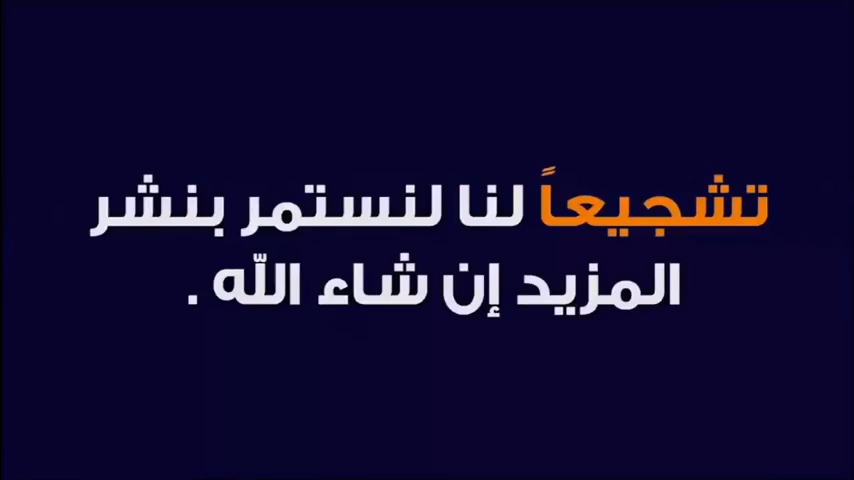 تشجيعاً لنا لنستمر بنشر
المزيد إن شاء الله .